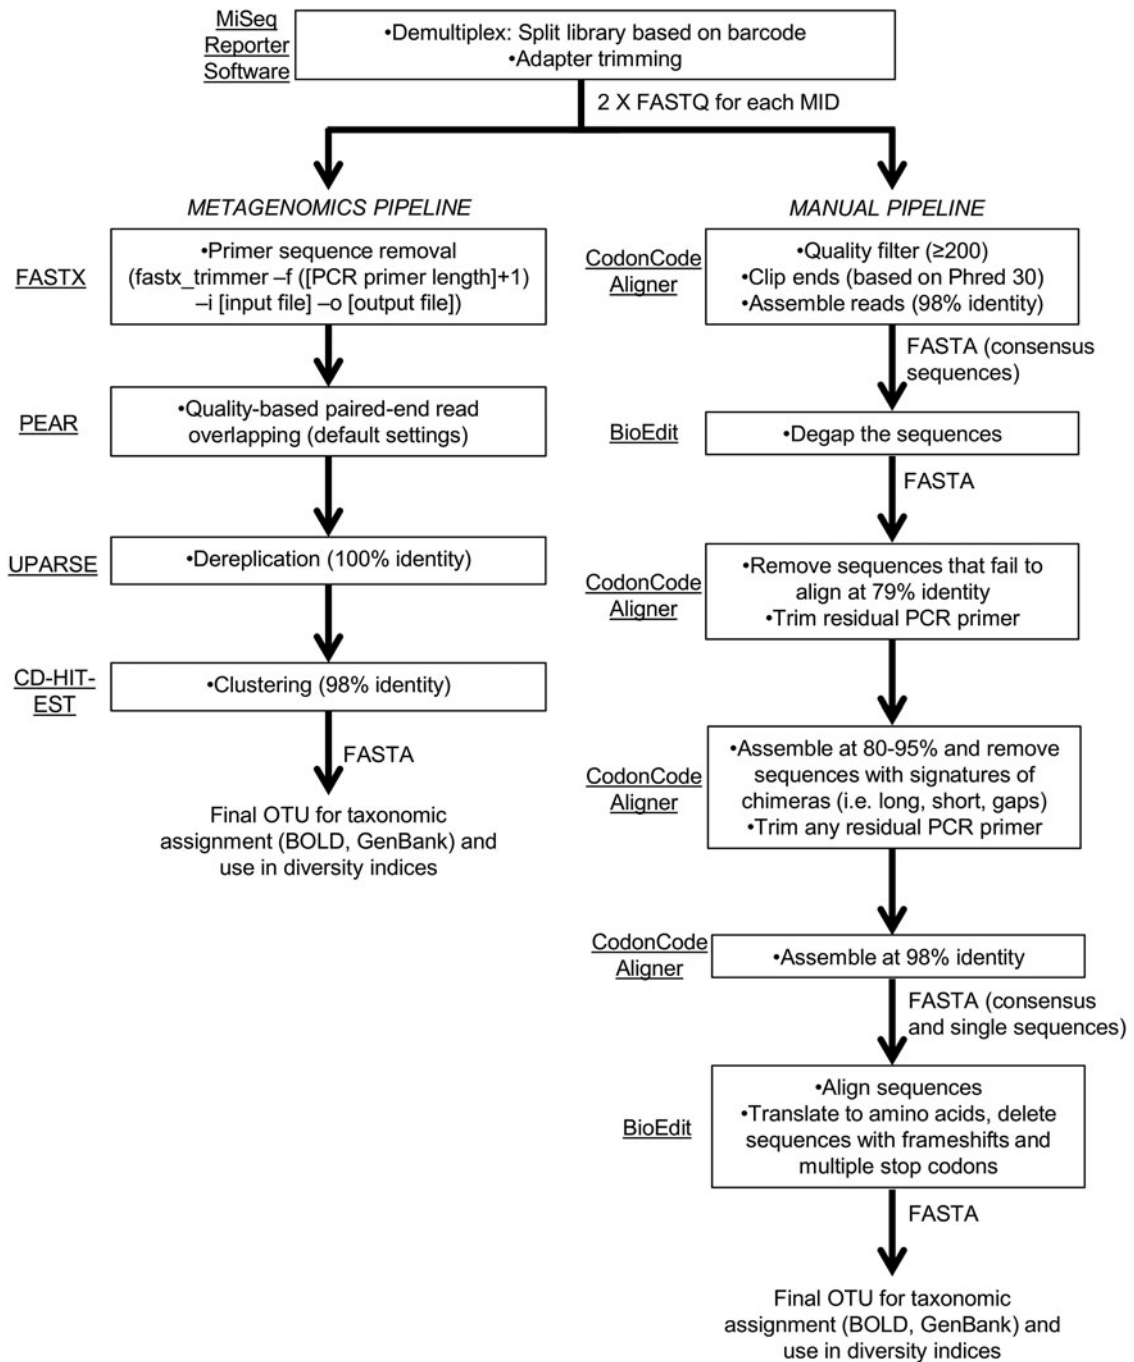 MiSeq
Reporter
Software
•Demultiplex: Split library based on barcode
•Adapter trimming
2 X FASTQ for each MID
METAGENOMICS PIPELINE
FASTX
•Primer sequence removal
(fastx_trimmer –f ([PCR primer length]+1)
–i [input file] –o [output file])
PEAR
•Quality-based paired-end read
overlapping (default settings)
UPARSE
•Dereplication (100% identity)
CD-HIT-
EST
•Clustering (98% identity)
FASTA
Final OTU for taxonomic
assignment (BOLD, GenBank) and
use in diversity indices
MANUAL PIPELINE
CodonCode
Aligner
•Quality filter (≥200)
•Clip ends (based on Phred 30)
•Assemble reads (98% identity)
FASTA (consensus
sequences)
BioEdit
•Degap the sequences
FASTA
CodonCode
Aligner
•Remove sequences that fail to
align at 79% identity
•Trim residual PCR primer
CodonCode
Aligner
•Assemble at 80-95% and remove
sequences with signatures of
chimeras (i.e. long, short, gaps)
•Trim any residual PCR primer
CodonCode
Aligner
•Assemble at 98% identity
FASTA (consensus
and single sequences)
BioEdit
•Align sequences
•Translate to amino acids, delete
sequences with frameshifts and
multiple stop codons
FASTA
Final OTU for taxonomic
assignment (BOLD, GenBank) and
use in diversity indices